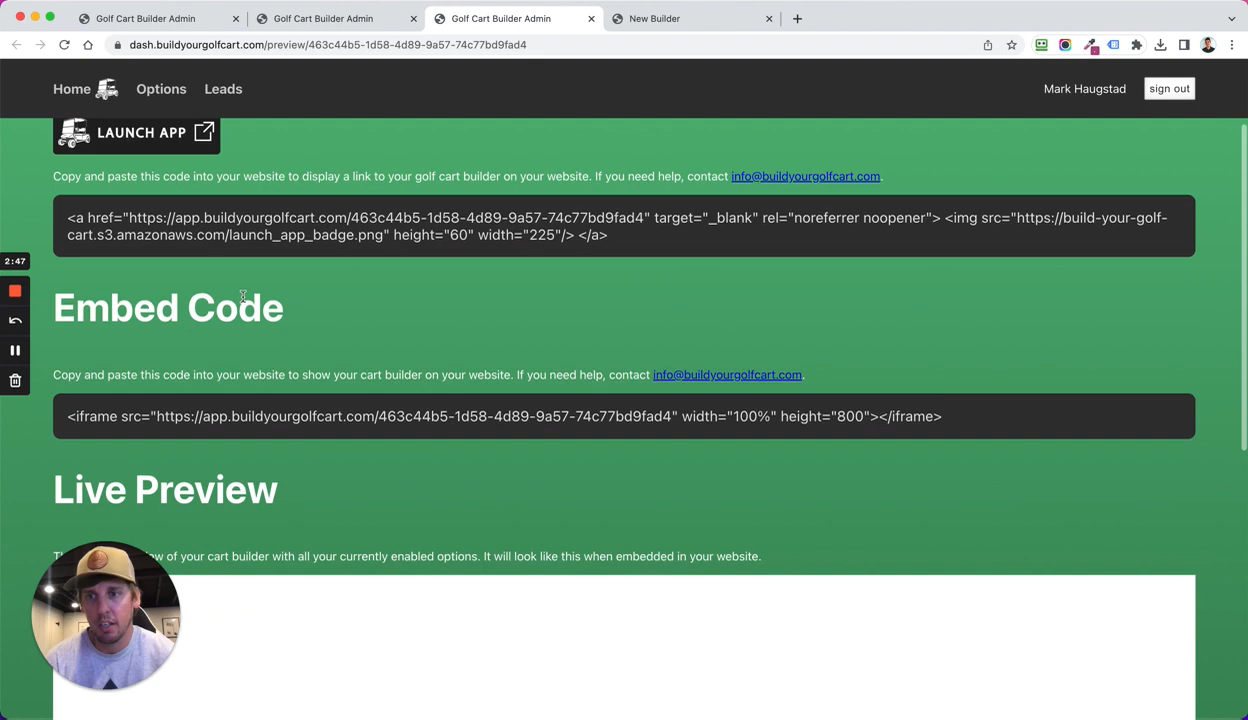 Golf Cart Builder Admin
Golf Cart Builder Admin
Golf Cart Builder Admin
New Builder
dash.buildyourgolfcart.com/preview/463c44b5-1d58-4d89-9a57-74c77bd9fad4
Home
Options
Leads
Mark Haugstad
sign out
LAUNCH APP
Copy and paste this code into your website to display a link to your golf cart builder on your website. If you need help, contact info@buildyourgolfcart.com.
<a href="https://app.buildyourgolfcart.com/463c44b5-1d58-4d89-9a57-74c77bd9fad4" target="_blank" rel="noreferrer noopener"> <img src="https://build-your-golf-
cart.s3.amazonaws.com/launch_app_badge.png" height="60" width="225"/> </a>
2:47
Embed Code
Copy and paste this code into your website to show your cart builder on your website. If you need help, contact info@buildyourgolfcart.com.
<iframe src="https://app.buildyourgolfcart.com/463c44b5-1d58-4d89-9a57-74c77bd9fad4" width="100%" height="800"></iframe>
Live Preview
of your cart builder with all your currently enabled options. It will look like this when embedded in your website.